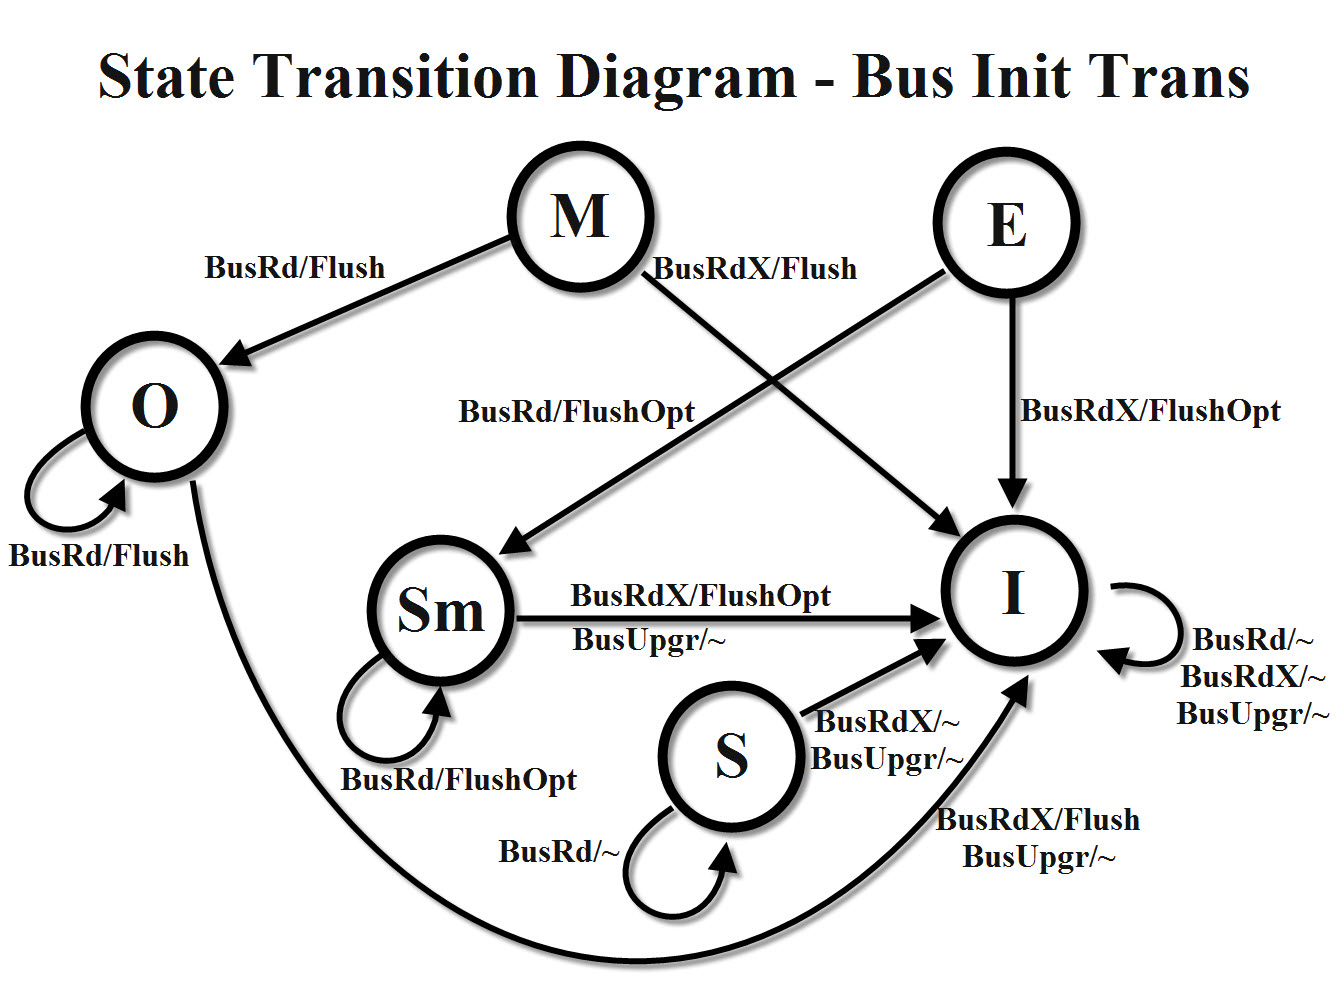 State Transition Diagram - Bus Init Trans
M
E
BusRd/Flush
BusRdX/Flush
O
BusRd/FlushOpt
BusRdX/FlushOpt
BusRd/Flush
Sm
BusRdX/FlushOpt
BusUpgr/~
I
BusRd/~
BusRdX/~
BusUpgr/~
S
BusRdX/~
BusUpgr/~
BusRd/FlushOpt
BusRd/~
BusRdX/Flush
BusUpgr/~